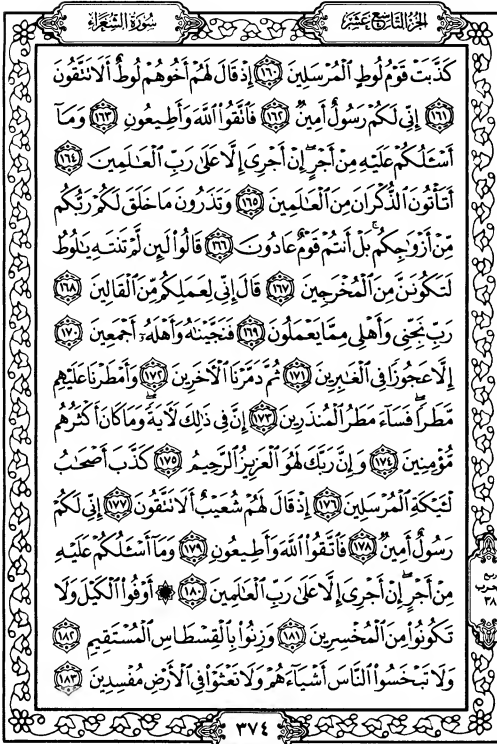 الجزء التاسع عشر
سورة الشعراء
كَذَّبَتْ قَوْمُ لُوطٍ الْمُرْسَلِينَ ١٦٠ إِذْ قَالَ لَهُمْ أَخُوهُمْ لُوطٌ أَلَا تَتَّقُونَ
١٦١ إِنِّي لَكُمْ رَسُولٌ أَمِينٌ ١٦٢ فَاتَّقُوا اللَّهَ وَأَطِيعُونِ ١٦٣ وَمَا
أَسْـَٔلُكُمْ عَلَيْهِ مِنْ أَجْرٍ إِنْ أَجْرِيَ إِلَّا عَلَىٰ رَبِّ الْعَالَمِينَ ١٦٤
أَتَأْتُونَ الذُّكْرَانَ مِنَ الْعَالَمِينَ ١٦٥ وَتَذَرُونَ مَا خَلَقَ لَكُمْ رَبُّكُم
مِّنْ أَزْوَاجِكُم بَلْ أَنتُمْ قَوْمٌ عَادُونَ ١٦٦ قَالُوا لَئِن لَّمْ تَنتَهِ يَا لُوطُ
لَتَكُونَنَّ مِنَ الْمُخْرَجِينَ ١٦٧ قَالَ إِنِّي لِعَمَلِكُم مِّنَ الْقَالِينَ ١٦٨
رَبِّ نَجِّنِي وَأَهْلِي مِمَّا يَعْمَلُونَ ١٦٩ فَنَجَّيْنَاهُ وَأَهْلَهُ أَجْمَعِينَ ١٧٠
إِلَّا عَجُوزًا فِي الْغَابِرِينَ ١٧١ ثُمَّ دَمَّرْنَا الْآخَرِينَ ١٧٢ وَأَمْطَرْنَا عَلَيْهِم
مَّطَرًا فَسَاءَ مَطَرُ الْمُنذَرِينَ ١٧٣ إِنَّ فِي ذَٰلِكَ لَآيَةً وَمَا كَانَ أَكْثَرُهُم
مُّؤْمِنِينَ ١٧٤ وَإِنَّ رَبَّكَ لَهُوَ الْعَزِيزُ الرَّحِيمُ ١٧٥ كَذَّبَ أَصْحَابُ
لْـَٔيْكَةِ الْمُرْسَلِينَ ١٧٦ إِذْ قَالَ لَهُمْ شُعَيْبٌ أَلَا تَتَّقُونَ ١٧٧ إِنِّي لَكُمْ
رَسُولٌ أَمِينٌ ١٧٨ فَاتَّقُوا اللَّهَ وَأَطِيعُونِ ١٧٩ وَمَا أَسْـَٔلُكُمْ عَلَيْهِ
مِنْ أَجْرٍ إِنْ أَجْرِيَ إِلَّا عَلَىٰ رَبِّ الْعَالَمِينَ ١٨٠ ۞ أَوْفُوا الْكَيْلَ وَلَا
تَكُونُوا مِنَ الْمُخْسِرِينَ ١٨١ وَزِنُوا بِالْقِسْطَاسِ الْمُسْتَقِيمِ ١٨٢
وَلَا تَبْخَسُوا النَّاسَ أَشْيَاءَهُمْ وَلَا تَعْثَوْا فِي الْأَرْضِ مُفْسِدِينَ ١٨٣
ربع
حزب
٣٨
٣٧٤